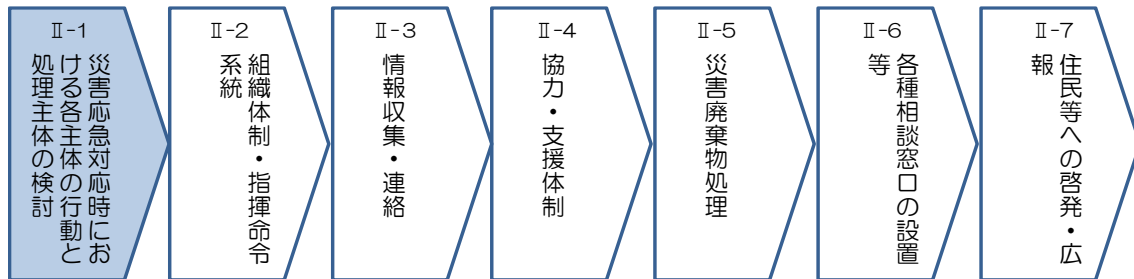 Ⅱ-1
災害応急対応時にお
ける各主体の行動と
処理主体の検討
Ⅱ-2
組織体制・指揮命令
系統
Ⅱ-3
情報収集・連絡
Ⅱ-4
協力・支援体制
Ⅱ-5
災害廃棄物処理
Ⅱ-6
各種相談窓口の設置
等
Ⅱ-7
住民等への啓発・広
報